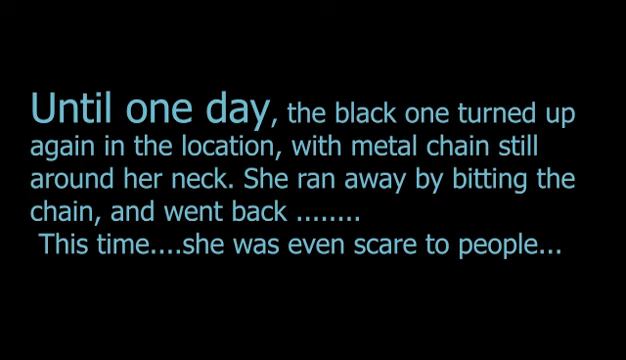 Until one day, the black one turned up
again in the location, with metal chain still
around her neck. She ran away by bitting the
chain, and went back ........
This time....she was even scare to people...